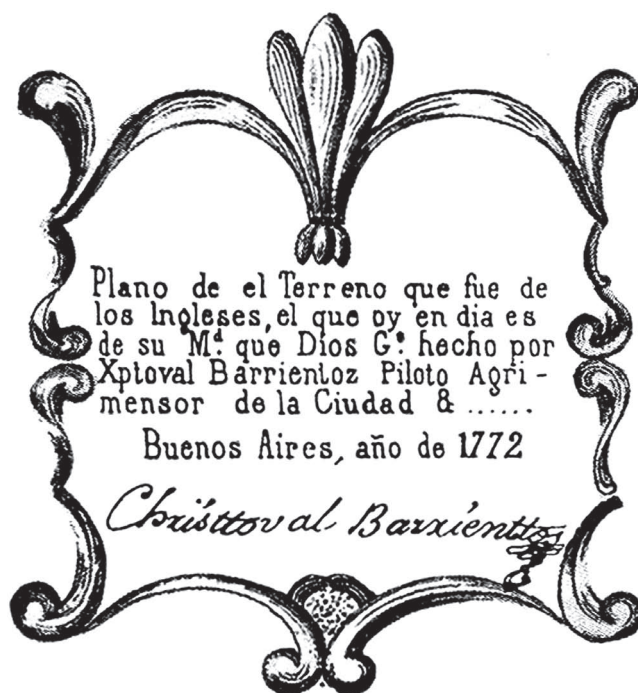 Plano de el Terreno que fue de
los Ingleses, el que oy en dia es
de su M.d que Dios G.e hecho por
Xptoval Barrientoz Piloto Agri-
mensor de la Ciudad & ......
Buenos Aires, año de 1772
Christtoval Barrienttos